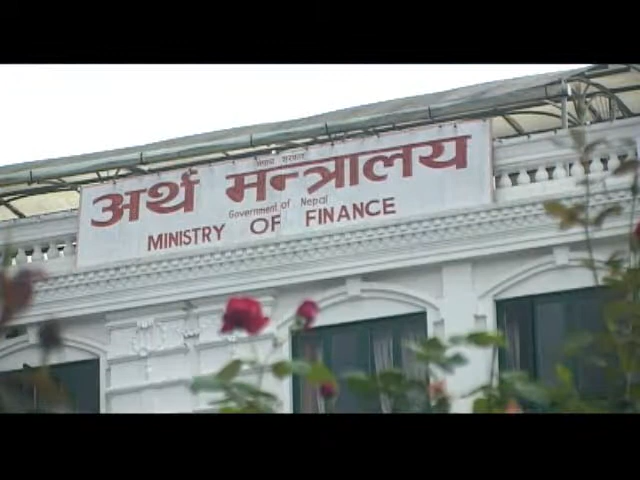 नेपाल सरकार
अर्थ मन्त्रालय
Government of Nepal
MINISTRY OF FINANCE